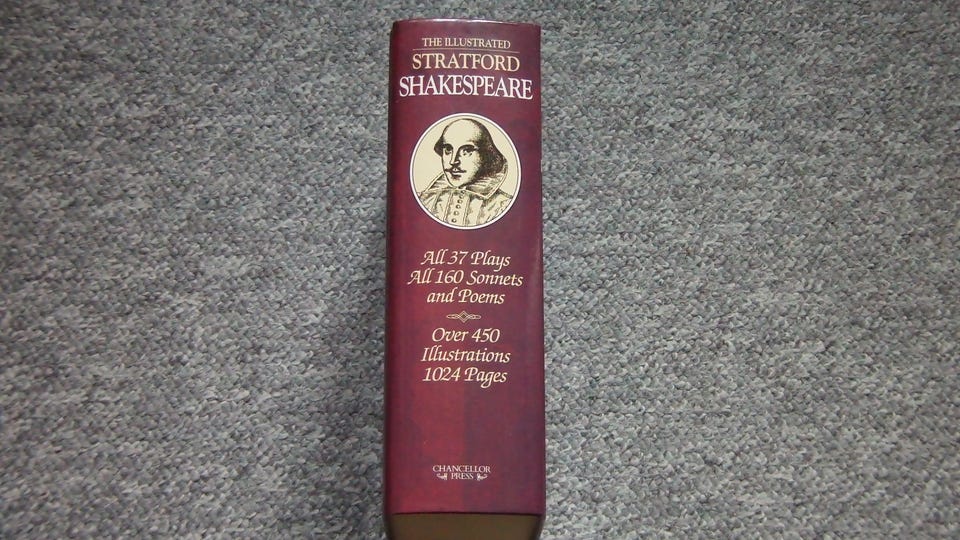 THE ILLUSTRATED
STRATFORD
SHAKESPEARE
All 37 Plays
All 160 Sonnets
and Poems
Over 450
Illustrations
1024 Pages
CHANCELLOR
PRESS